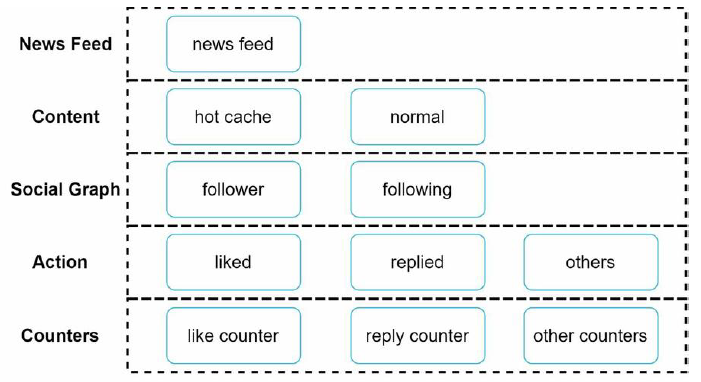 News Feed
news feed
Content
hot cache
normal
Social Graph
follower
following
Action
liked
replied
others
Counters
like counter
reply counter
other counters